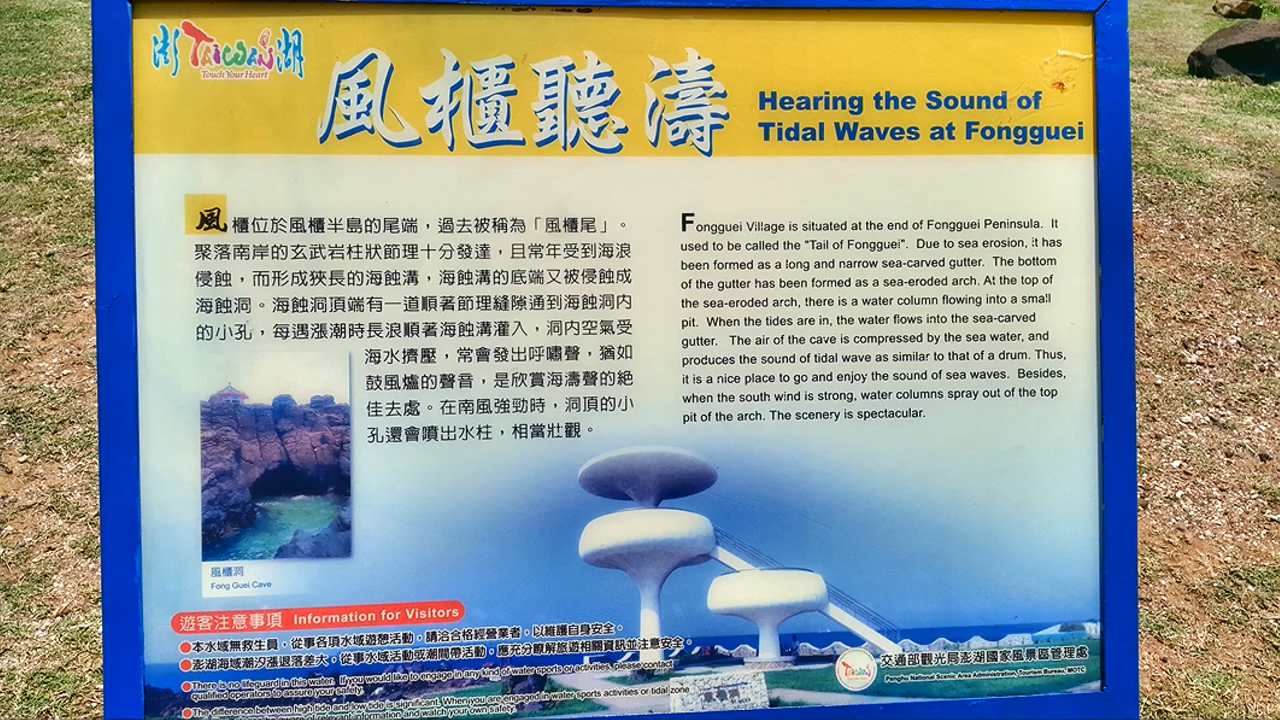 澎 TAIWAN 湖
Touch Your Heart
風櫃聽濤
Hearing the Sound of
Tidal Waves at Fongguei
風櫃位於風櫃半島的尾端，過去被稱為「風櫃尾」。
聚落南岸的玄武岩柱狀節理十分發達，且常年受到海浪
侵蝕，而形成狹長的海蝕溝，海蝕溝的底端又被侵蝕成
海蝕洞。海蝕洞頂端有一道順著節理縫隙通到海蝕洞內
的小孔，每遇漲潮時長浪順著海蝕溝灌入，洞內空氣受
海水擠壓，常會發出呼嘯聲，猶如
鼓風爐的聲音，是欣賞海濤聲的絕
佳去處。在南風強勁時，洞頂的小
孔還會噴出水柱，相當壯觀。
Fongguei Village is situated at the end of Fongguei Peninsula. It
used to be called the "Tail of Fongguei". Due to sea erosion, it has
been formed as a long and narrow sea-carved gutter. The bottom
of the gutter has been formed as a sea-eroded arch. At the top of
the sea-eroded arch, there is a water column flowing into a small
pit. When the tides are in, the water flows into the sea-carved
gutter. The air of the cave is compressed by the sea water, and
produces the sound of tidal wave as similar to that of a drum. Thus,
it is a nice place to go and enjoy the sound of sea waves. Besides,
when the south wind is strong, water columns spray out of the top
pit of the arch. The scenery is spectacular.
風櫃洞
Fong Guei Cave
遊客注意事項 Information for Visitors
●本水域無救生員，從事各項水域遊憩活動，請洽合格經營業者，以維護自身安全。
●澎湖海域潮汐漲退落差大，從事水域活動或潮間帶活動，應充分瞭解旅遊相關資訊並注意安全。
●There is no lifeguard in this water. If you would like to engage in any kind of water sports or activities, please contact
qualified operators to assure your safety.
●The difference between high tide and low tide is significant. When you are engaged in water sports activities or tidal zone
relevant information and watch your own safety.
TAIWAN
交通部觀光局澎湖國家風景區管理處
Penghu National Scenic Area Administration, Tourism Bureau, MOTC